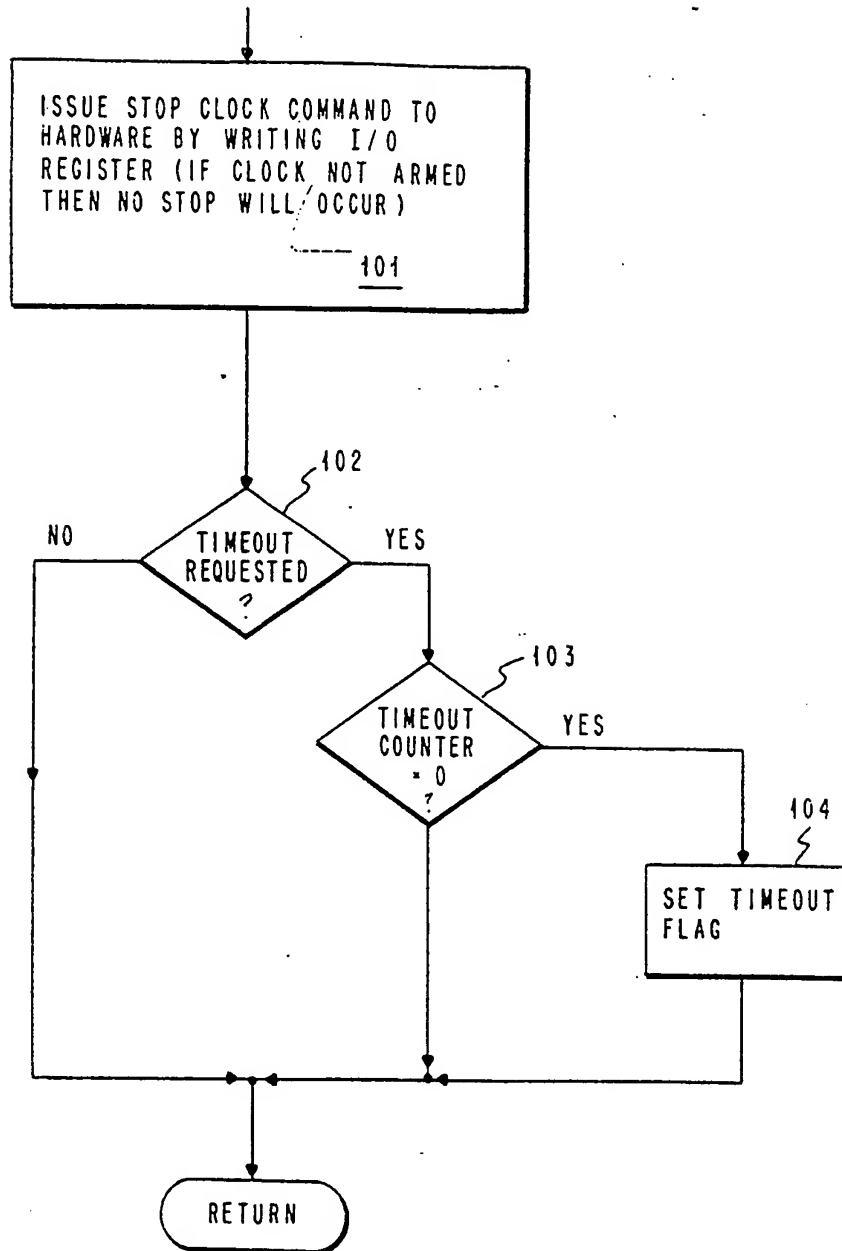 ISSUE STOP CLOCK COMMAND TO
HARDWARE BY WRITING I/O
REGISTER (IF CLOCK NOT ARMED
THEN NO STOP WILL OCCUR)
101
102
NO
YES
TIMEOUT
REQUESTED
?
103
TIMEOUT
COUNTER
= 0
?
YES
104
SET TIMEOUT
FLAG
RETURN